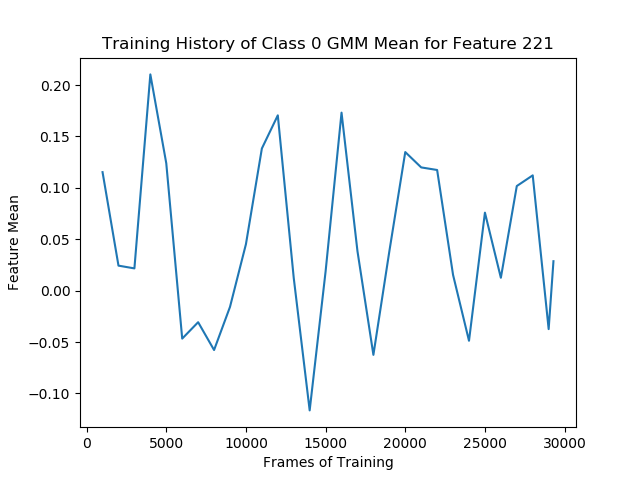 Training History of Class 0 GMM Mean for Feature 221
0.20
0.15
0.10
0.05
0.00
−0.05
−0.10
Feature Mean
0 5000 10000 15000 20000 25000 30000
Frames of Training